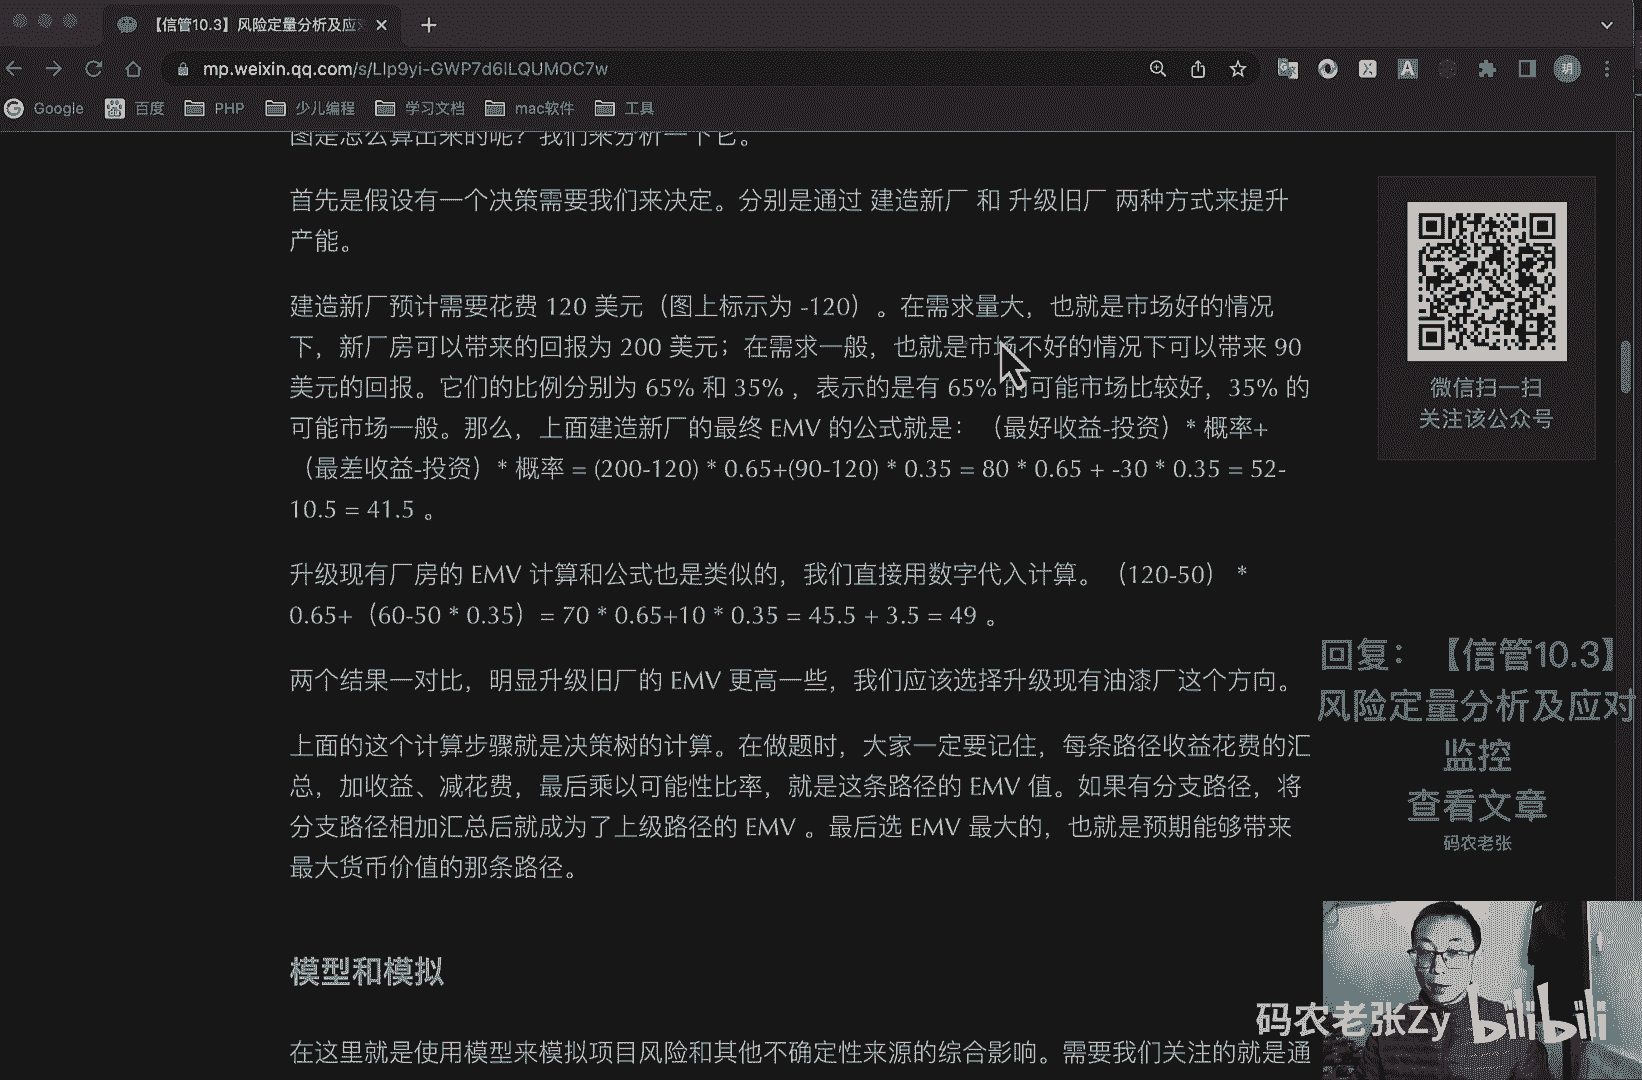 【信管10.3】风险定量分析及应
mp.weixin.qq.com/s/LIp9yi-GWP7d6ILQUMOC7w
Google 百度 PHP 少儿编程 学习文档 mac软件 工具
图是怎么算出来的呢？我们来分析一下它。
首先是假设有一个决策需要我们来决定。分别是通过 建造新厂 和 升级旧厂 两种方式来提升
产能。
建造新厂预计需要花费 120 美元（图上标示为 -120）。在需求量大，也就是市场好的情况
下，新厂房可以带来的回报为 200 美元；在需求一般，也就是市场不好的情况下可以带来 90
美元的回报。它们的比例分别为 65% 和 35% ，表示的是有 65% 的可能市场比较好，35% 的
可能市场一般。那么，上面建造新厂的最终 EMV 的公式就是：（最好收益-投资）* 概率+
（最差收益-投资）* 概率 = (200-120) * 0.65+(90-120) * 0.35 = 80 * 0.65 + -30 * 0.35 = 52-
10.5 = 41.5 。
升级现有厂房的 EMV 计算和公式也是类似的，我们直接用数字代入计算。（120-50） *
0.65+（60-50 * 0.35）= 70 * 0.65+10 * 0.35 = 45.5 + 3.5 = 49 。
两个结果一对比，明显升级旧厂的 EMV 更高一些，我们应该选择升级现有油漆厂这个方向。
上面的这个计算步骤就是决策树的计算。在做题时，大家一定要记住，每条路径收益花费的汇
总，加收益、减花费，最后乘以可能性比率，就是这条路径的 EMV 值。如果有分支路径，将
分支路径相加汇总后就成为了上级路径的 EMV 。最后选 EMV 最大的，也就是预期能够带来
最大货币价值的那条路径。
模型和模拟
在这里就是使用模型来模拟项目风险和其他不确定性来源的综合影响。需要我们关注的就是通
微信扫一扫
关注该公众号
回复：【信管10.3】
风险定量分析及应对
监控
查看文章
码农老张
码农老张Zy bilibili